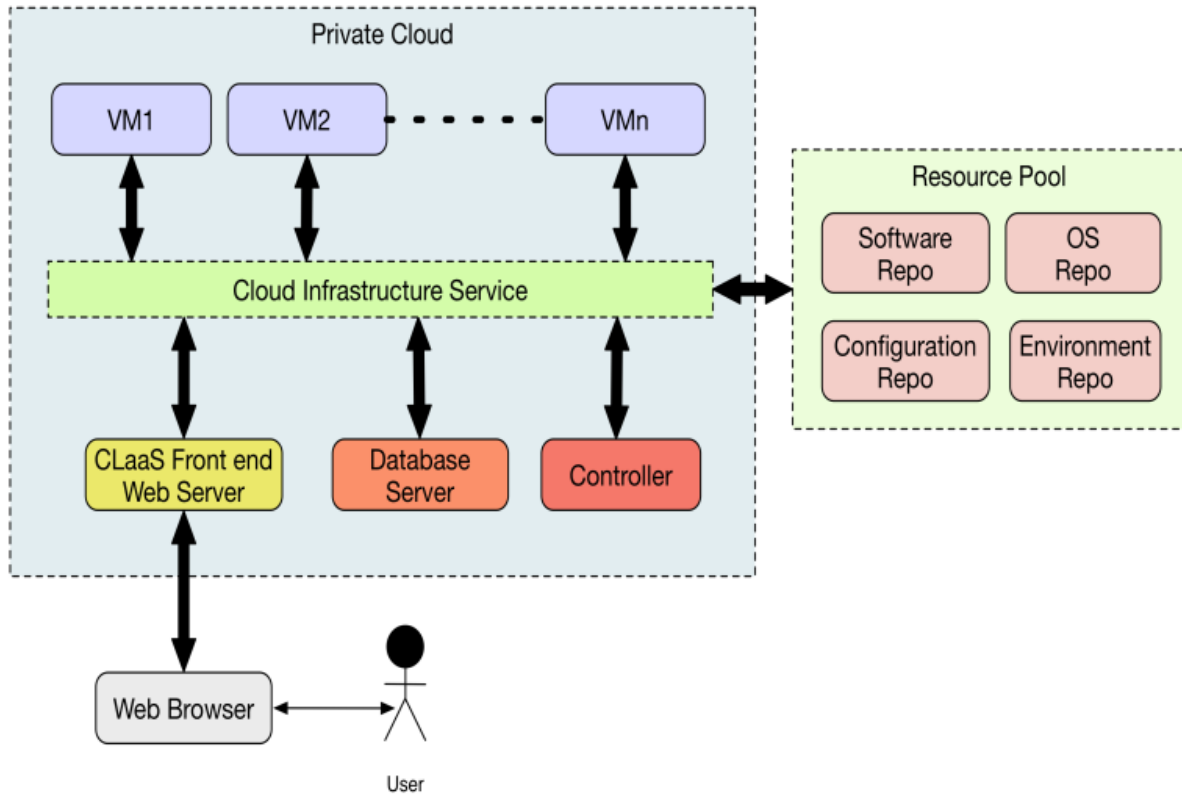 Private Cloud
VM1
VM2
VMn
Resource Pool
Software
Repo
OS
Repo
Cloud Infrastructure Service
Configuration
Repo
Environment
Repo
CLaaS Front end
Web Server
Database
Server
Controller
Web Browser
User